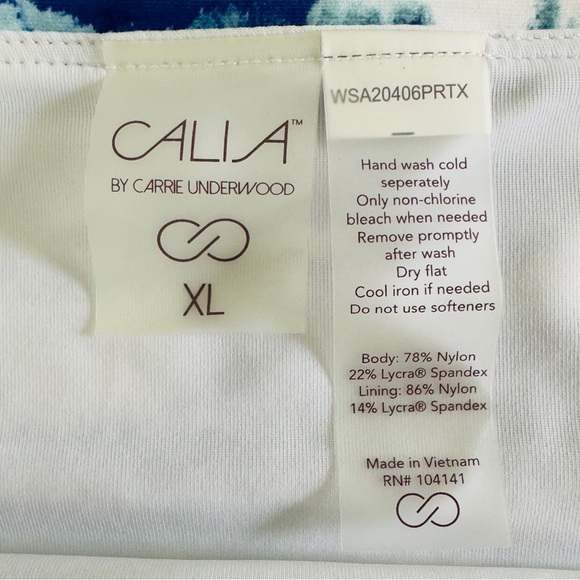 CALIA™
BY CARRIE UNDERWOOD
XL
WSA20406PRTX
Hand wash cold
seperately
Only non-chlorine
bleach when needed
Remove promptly
after wash
Dry flat
Cool iron if needed
Do not use softeners
Body: 78% Nylon
22% Lycra® Spandex
Lining: 86% Nylon
14% Lycra® Spandex
Made in Vietnam
RN# 104141